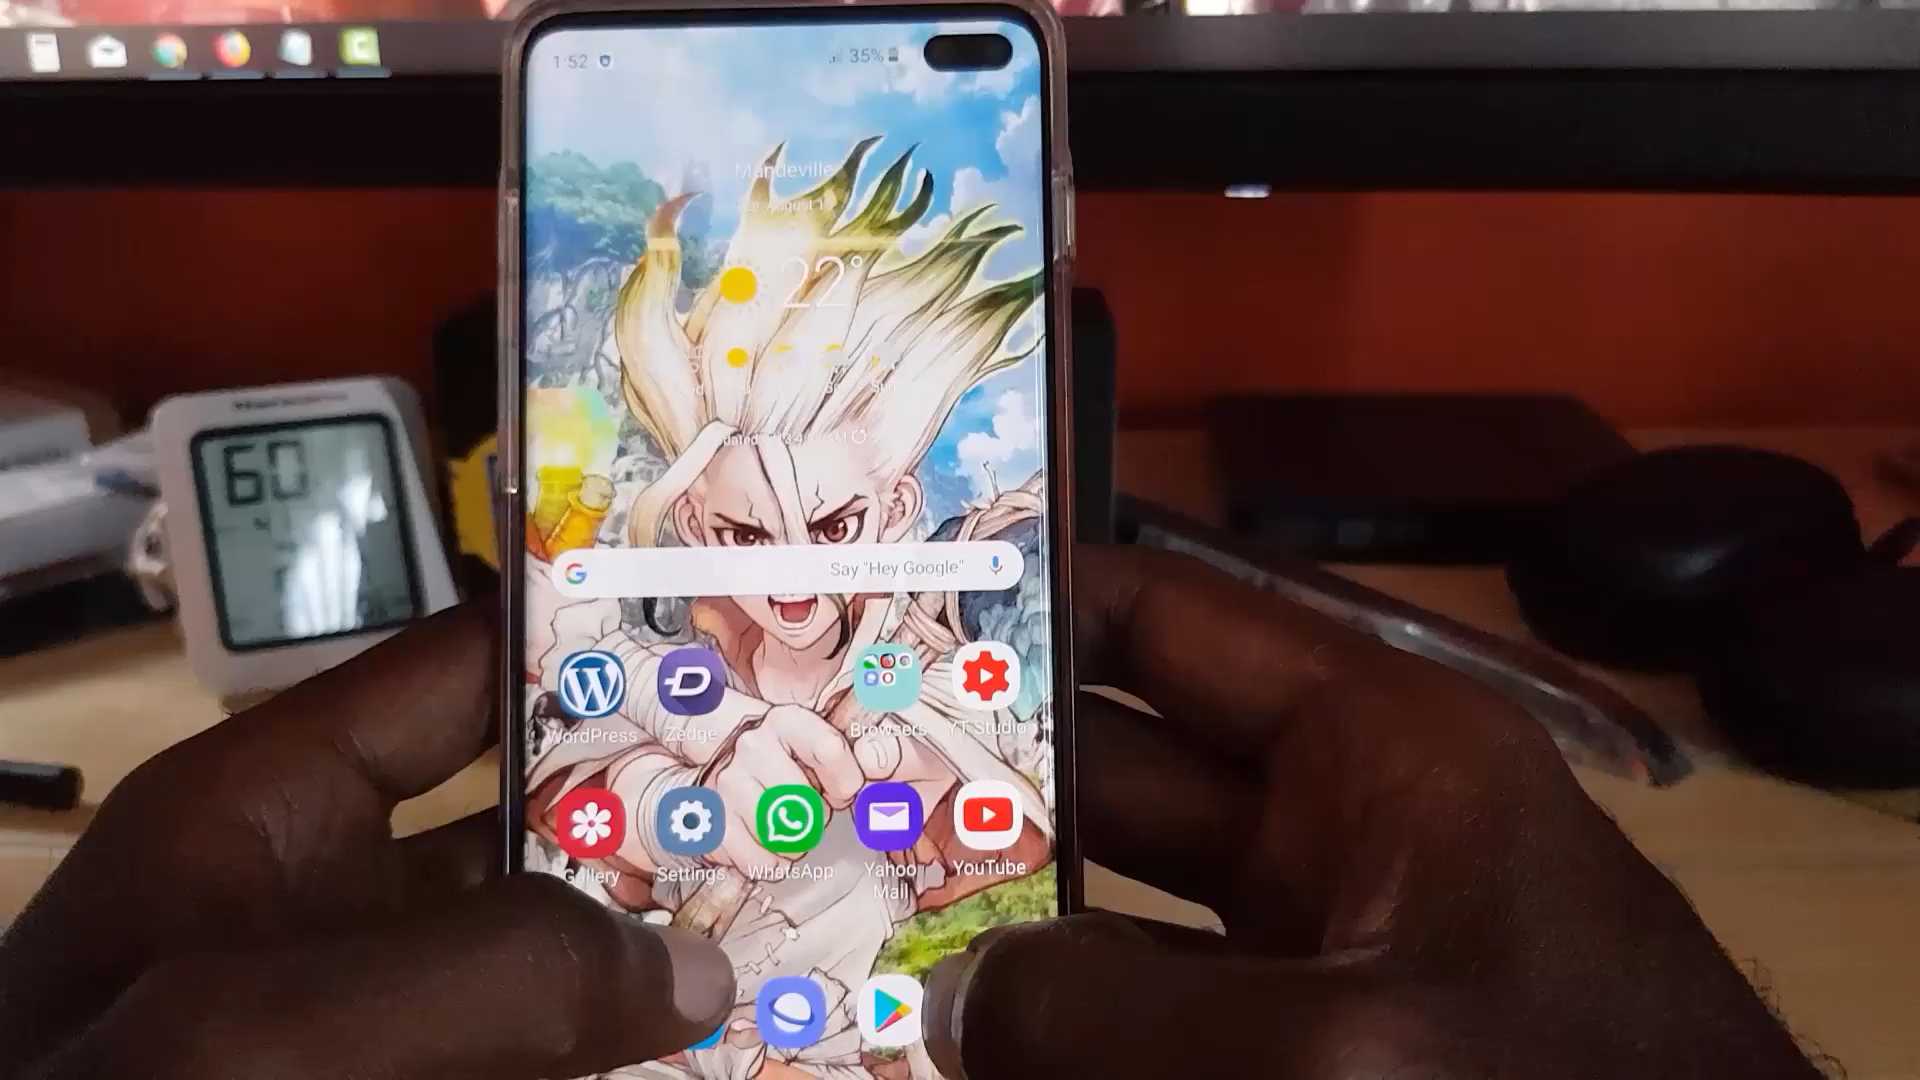 1:52
35%
Mandeville
22°
60
Say "Hey Google"
WordPress
Zedge
Browsers
YT Studio
Gallery
Settings
WhatsApp
Yahoo
Mail
YouTube